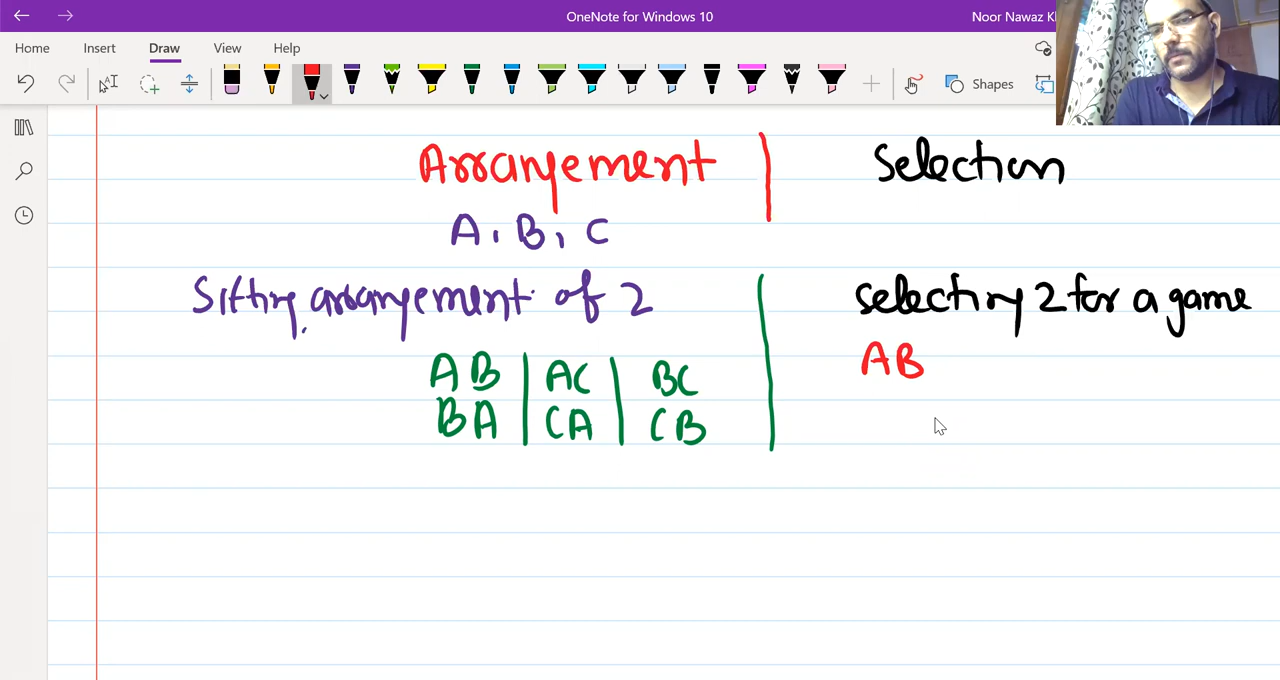 OneNote for Windows 10
Noor Nawaz Kh
Home Insert Draw View Help
Shapes
Arrangement | Selection
A, B, C
Sitting arrangement of 2 | selecting 2 for a game
AB | AC | BC | AB
BA | CA | CB